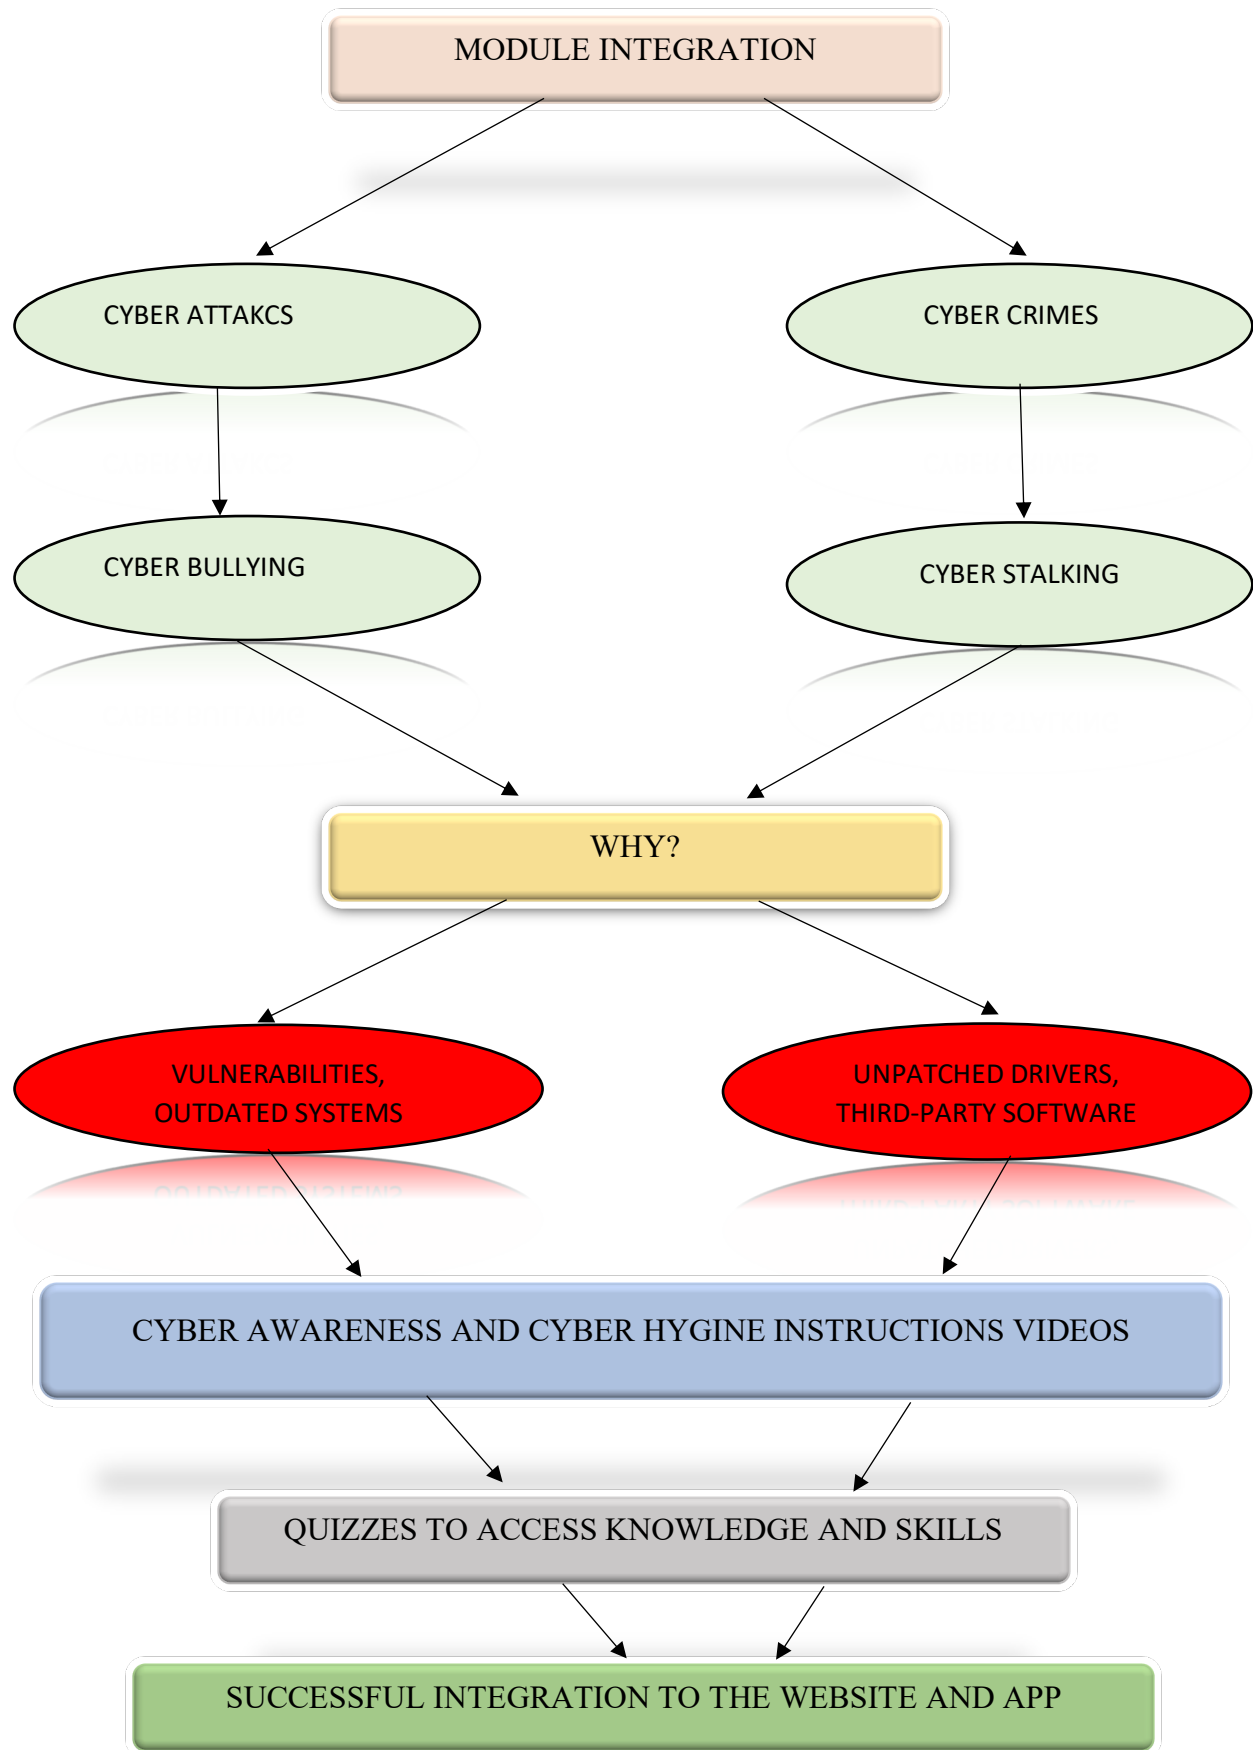 MODULE INTEGRATION
CYBER ATTAKCS
CYBER CRIMES
CYBER BULLYING
CYBER STALKING
WHY?
VULNERABILITIES,
OUTDATED SYSTEMS
UNPATCHED DRIVERS,
THIRD-PARTY SOFTWARE
CYBER AWARENESS AND CYBER HYGINE INSTRUCTIONS VIDEOS
QUIZZES TO ACCESS KNOWLEDGE AND SKILLS
SUCCESSFUL INTEGRATION TO THE WEBSITE AND APP